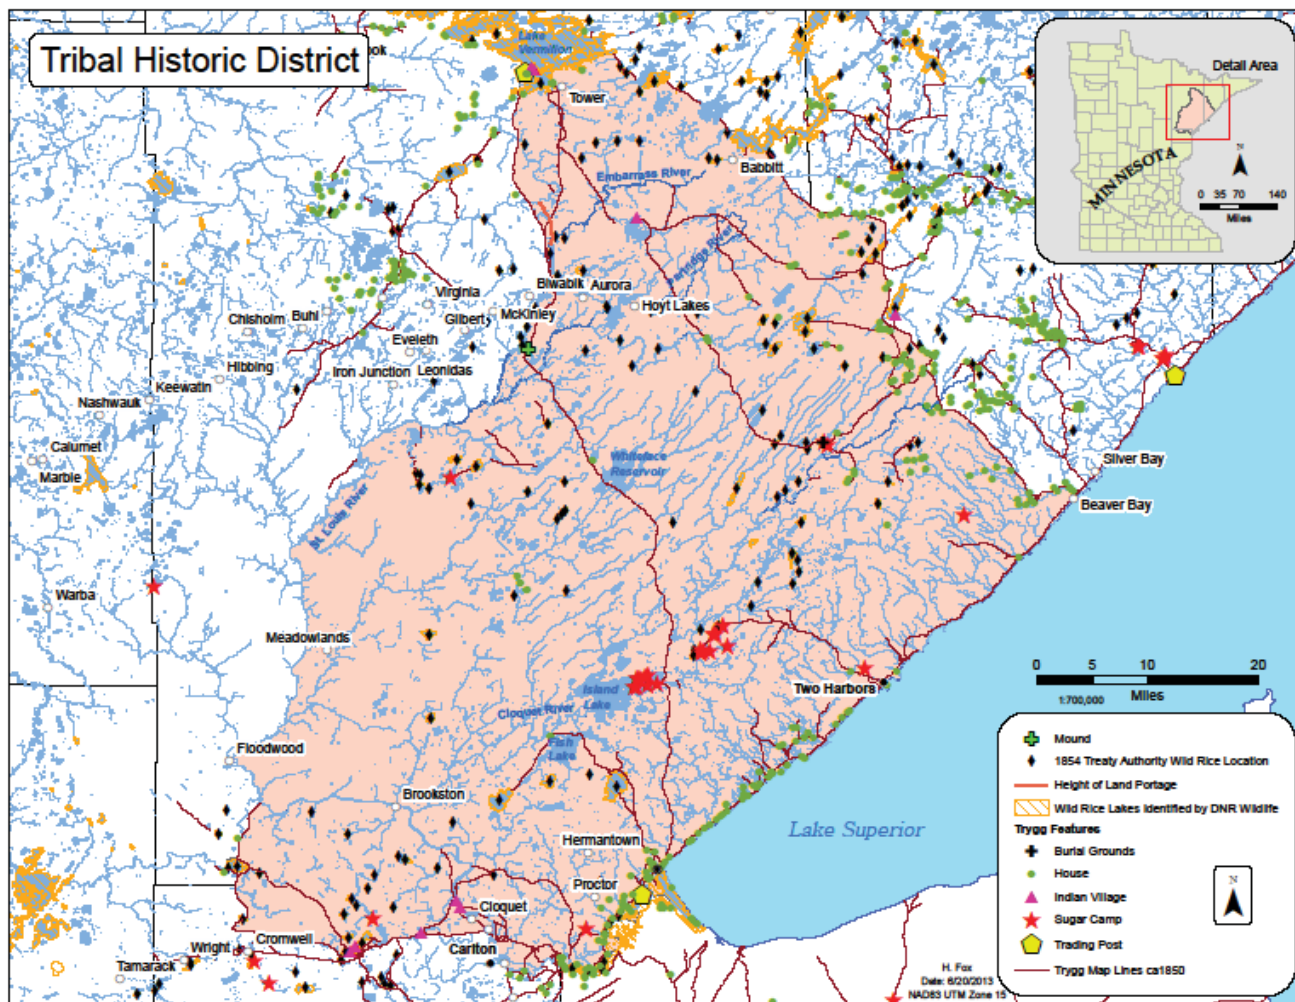 Tribal Historic District
ook
Lake
Vermilion
Tower
Babbitt
Embarrass River
Partridge River
Biwabik
Aurora
Virginia
Gilbert
McKinley
Hoyt Lakes
Chisholm
Buhl
Eveleth
Hibbing
Iron Junction
Leonidas
Keewatin
Nashwauk
Calumet
Marble
Whiteface
Reservoir
Silver Bay
Beaver Bay
St. Louis River
Warba
Meadowlands
Island
Lake
Two Harbors
Cloquet River
Fish
Lake
Floodwood
Brookston
Hermantown
Lake Superior
Proctor
Cloquet
Cromwell
Wright
Carlton
Tamarack
Detail Area
N
MINNESOTA
0 35 70 140
Miles
0 5 10 20
1:700,000
Miles
Mound
1854 Treaty Authority Wild Rice Location
Height of Land Portage
Wild Rice Lakes Identified by DNR Wildlife
Trygg Features
Burial Grounds
House
Indian Village
Sugar Camp
Trading Post
Trygg Map Lines ca1850
N
H. Fox
Date: 6/20/2013
NAD83 UTM Zone 15